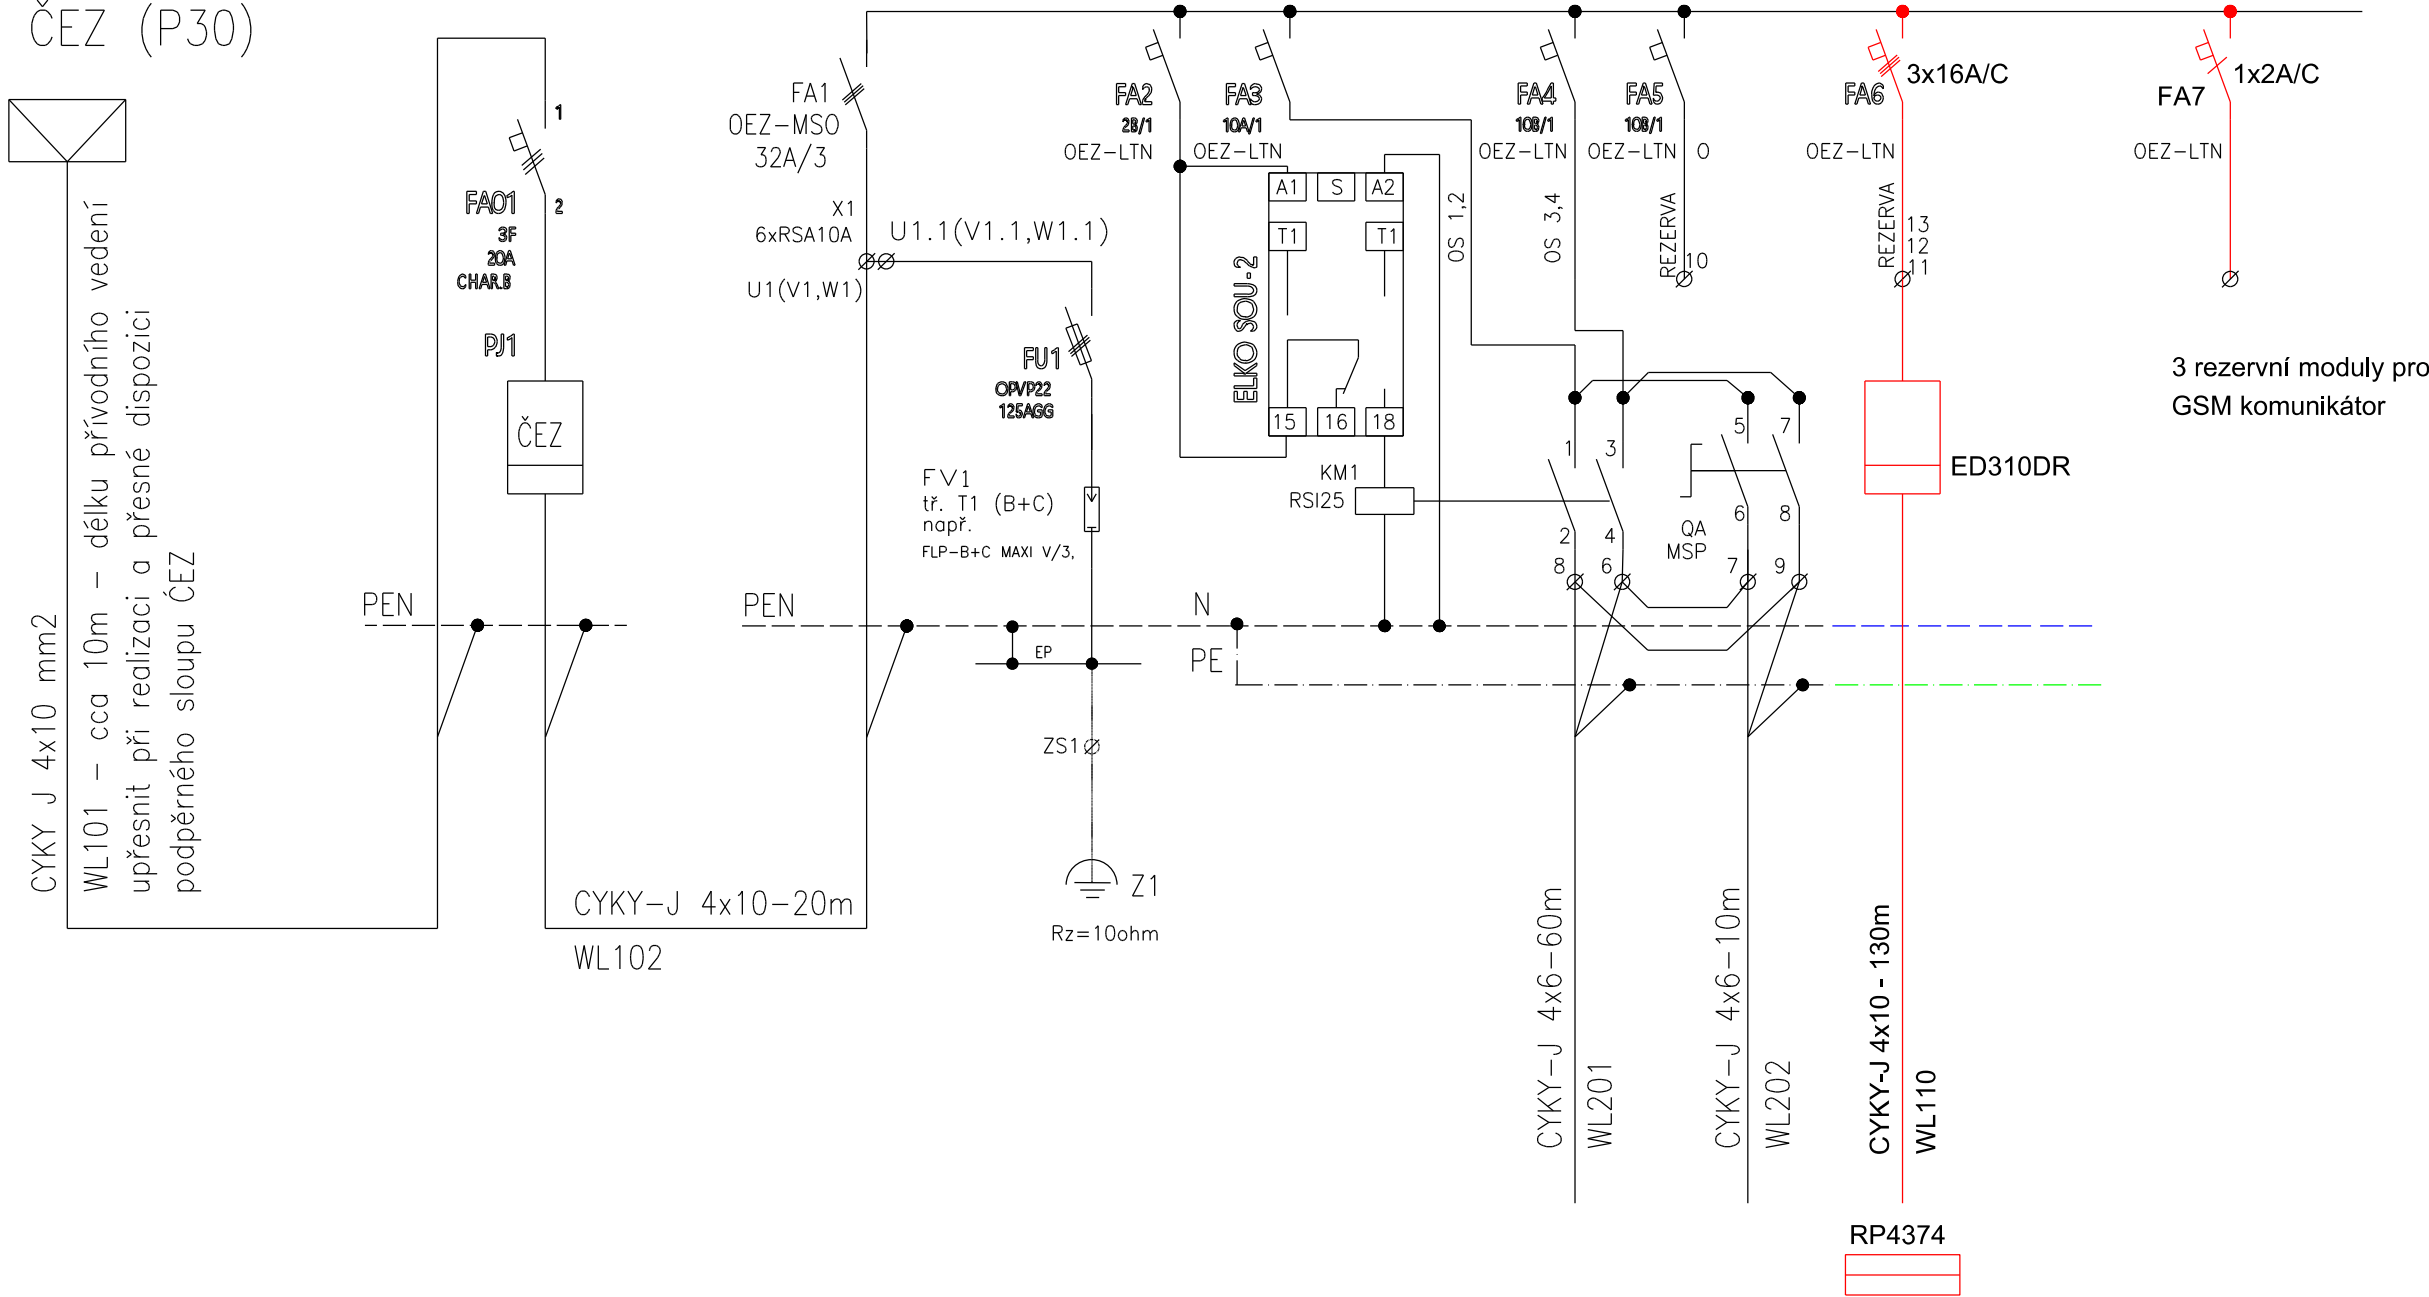 ČEZ (P30)
CYKY J 4x10 mm2
WL101 - cca 10m - délku přívodního vedení
upřesnit při realizaci a přesné dispozici
podpěrného sloupu ČEZ
1
2
FA01
3F
20A
CHAR.B
PJ1
ČEZ
PEN
CYKY-J 4x10-20m
WL102
FA1
OEZ-MSO
32A/3
X1
6xRSA10A
U1.1(V1.1,W1.1)
U1(V1,W1)
PEN
FU1
OPVP22
125AGG
FV1
tř. T1 (B+C)
např.
FLP-B+C MAXI V/3,
EP
ZS1
Z1
Rz=10ohm
FA2
2B/1
OEZ-LTN
FA3
10A/1
OEZ-LTN
A1
S
A2
T1
T1
ELKO SOU-2
15
16
18
KM1
RSI25
N
PE
OS 1,2
FA4
10B/1
OEZ-LTN
OS 3,4
FA5
10B/1
OEZ-LTN
O
REZERVA
10
1
3
5
7
2
4
6
8
QA
MSP
8
6
7
9
CYKY-J 4x6-60m
WL201
CYKY-J 4x6-10m
WL202
FA6
3x16A/C
OEZ-LTN
REZERVA
13
12
11
ED310DR
CYKY-J 4x10 - 130m
WL110
RP4374
FA7
1x2A/C
OEZ-LTN
3 rezervní moduly pro
GSM komunikátor